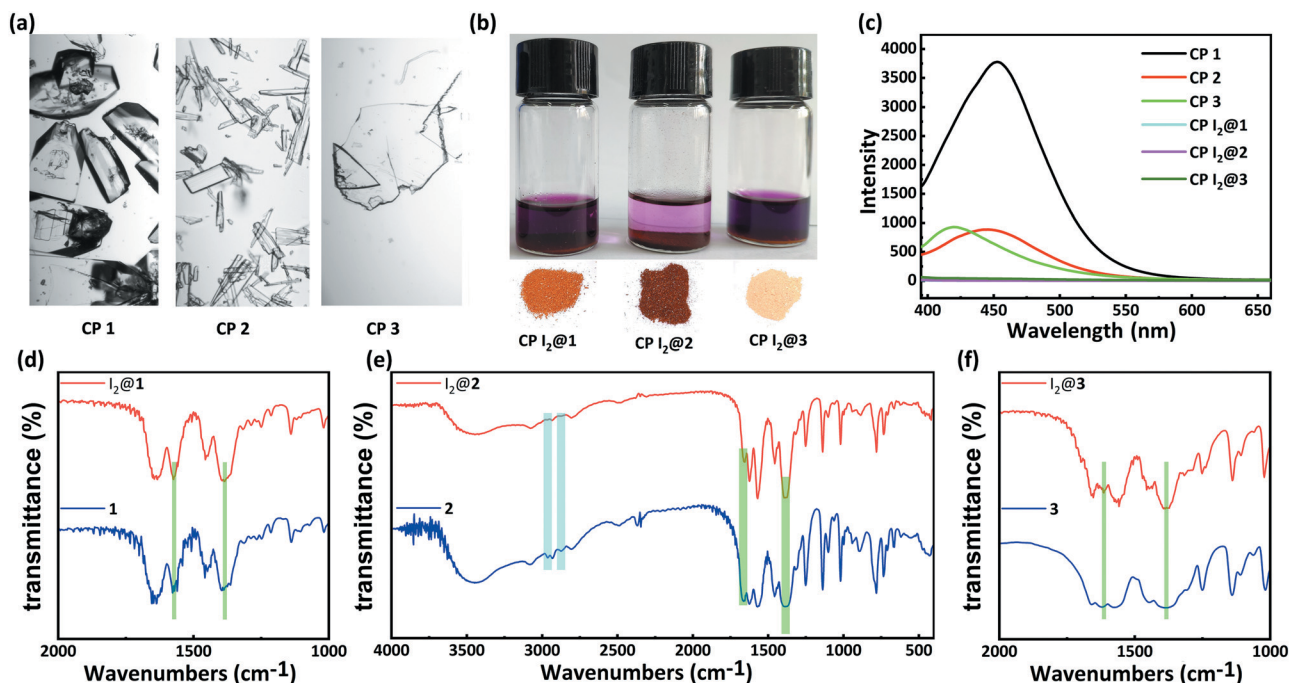 (a)
CP 1
CP 2
CP 3
(b)
CP I₂@1
CP I₂@2
CP I₂@3
(c)
4000
3500
3000
2500
2000
1500
1000
500
0
Intensity
CP 1
CP 2
CP 3
CP I₂@1
CP I₂@2
CP I₂@3
400 450 500 550 600 650
Wavelength (nm)
(d)
I₂@1
1
transmittance (%)
2000 1500 1000
Wavenumbers (cm⁻¹)
(e)
I₂@2
2
transmittance (%)
4000 3500 3000 2500 2000 1500 1000 500
Wavenumbers (cm⁻¹)
(f)
I₂@3
3
transmittance (%)
2000 1500 1000
Wavenumbers (cm⁻¹)